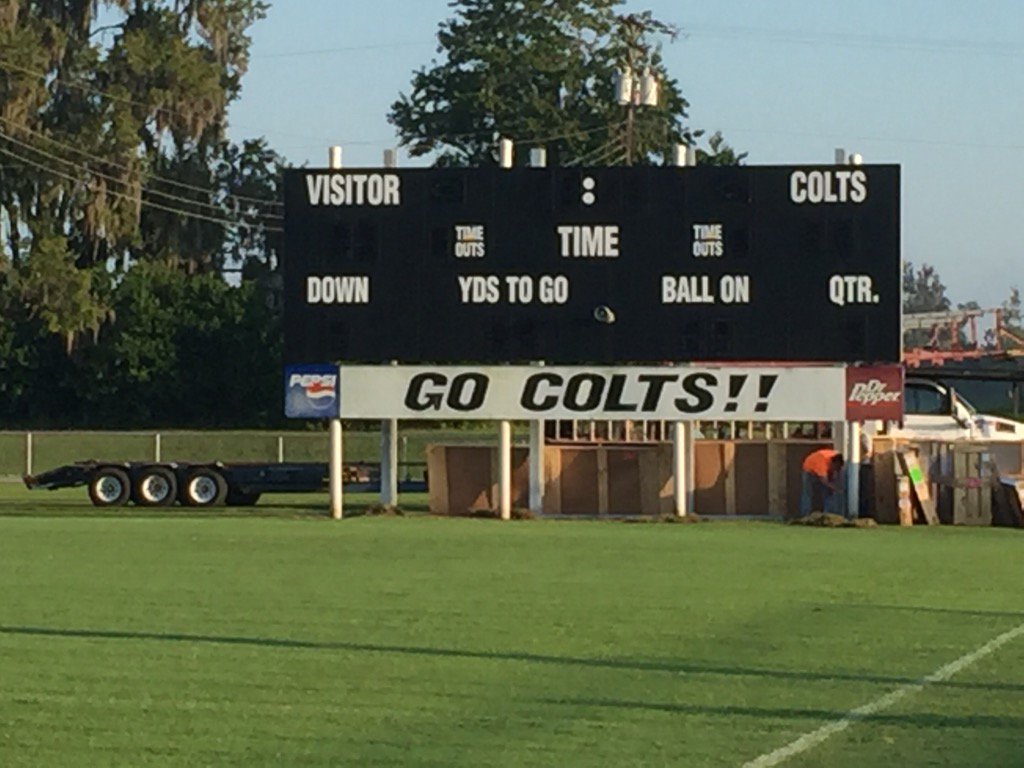 VISITOR : COLTS
TIME OUTS TIME TIME OUTS
DOWN YDS TO GO BALL ON QTR.
PEPSI GO COLTS!! Dr Pepper